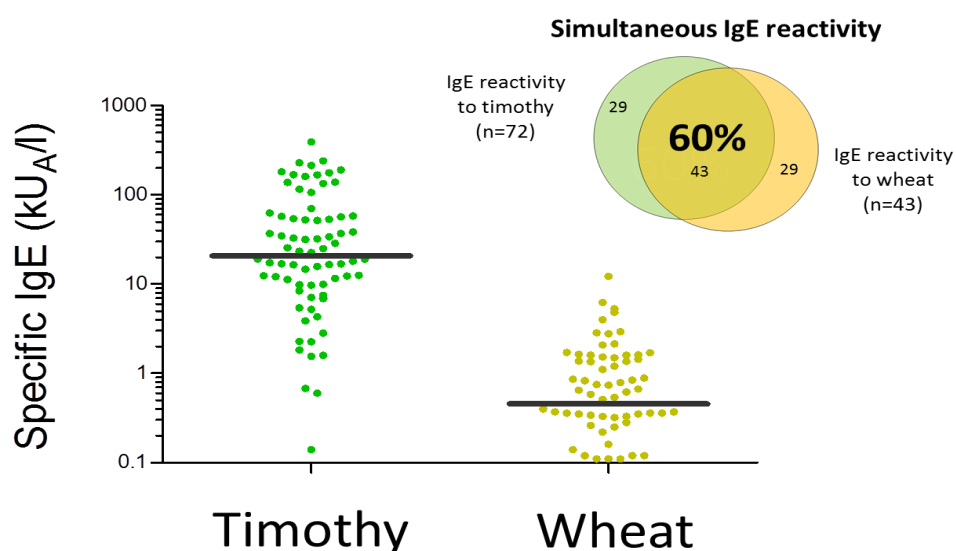 Simultaneous IgE reactivity
IgE reactivity
to timothy
(n=72)
29
60%
43
29
IgE reactivity
to wheat
(n=43)
Specific IgE (kUA/l)
1000
100
10
1
0.1
Timothy
Wheat